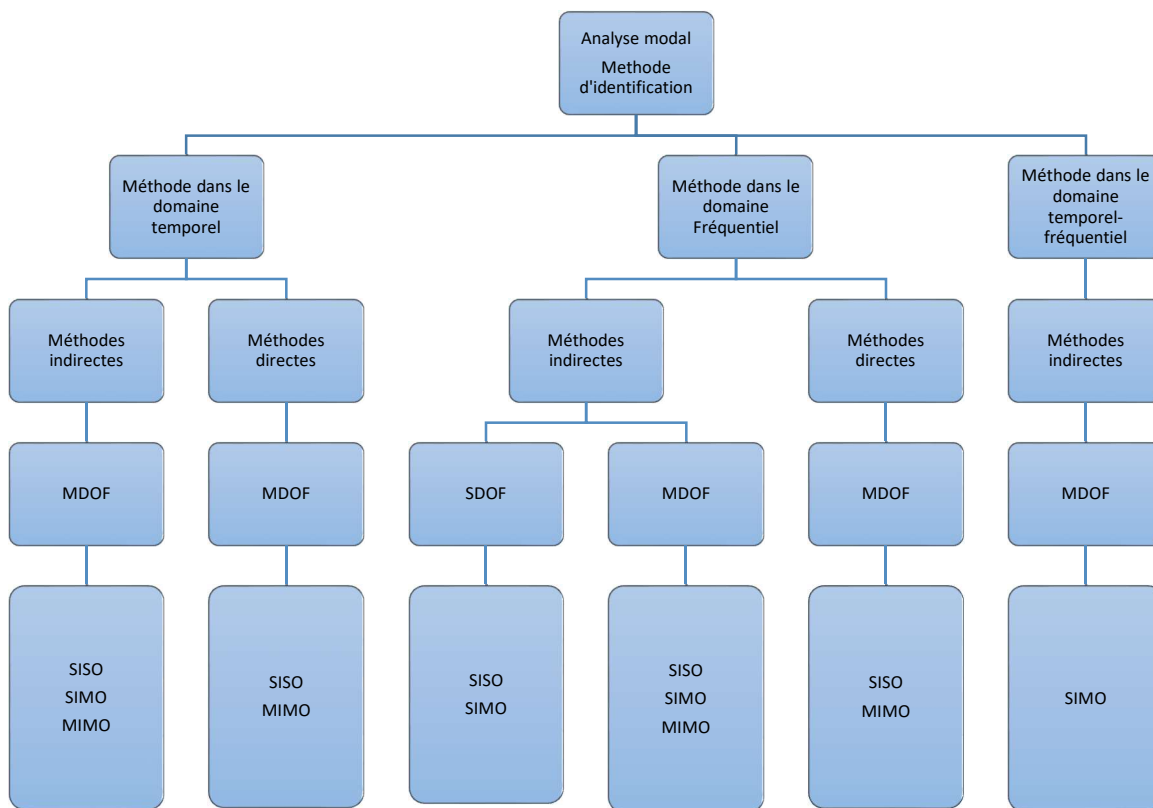 Analyse modal
Methode
d'identification
Méthode dans le
domaine
temporel
Méthode dans le
domaine
Fréquentiel
Méthode dans le
domaine
temporel-
fréquentiel
Méthodes
indirectes
Méthodes
directes
Méthodes
indirectes
Méthodes
directes
Méthodes
indirectes
MDOF
MDOF
SDOF
MDOF
MDOF
MDOF
SISO
SIMO
MIMO
SISO
MIMO
SISO
SIMO
SISO
SIMO
MIMO
SISO
MIMO
SIMO